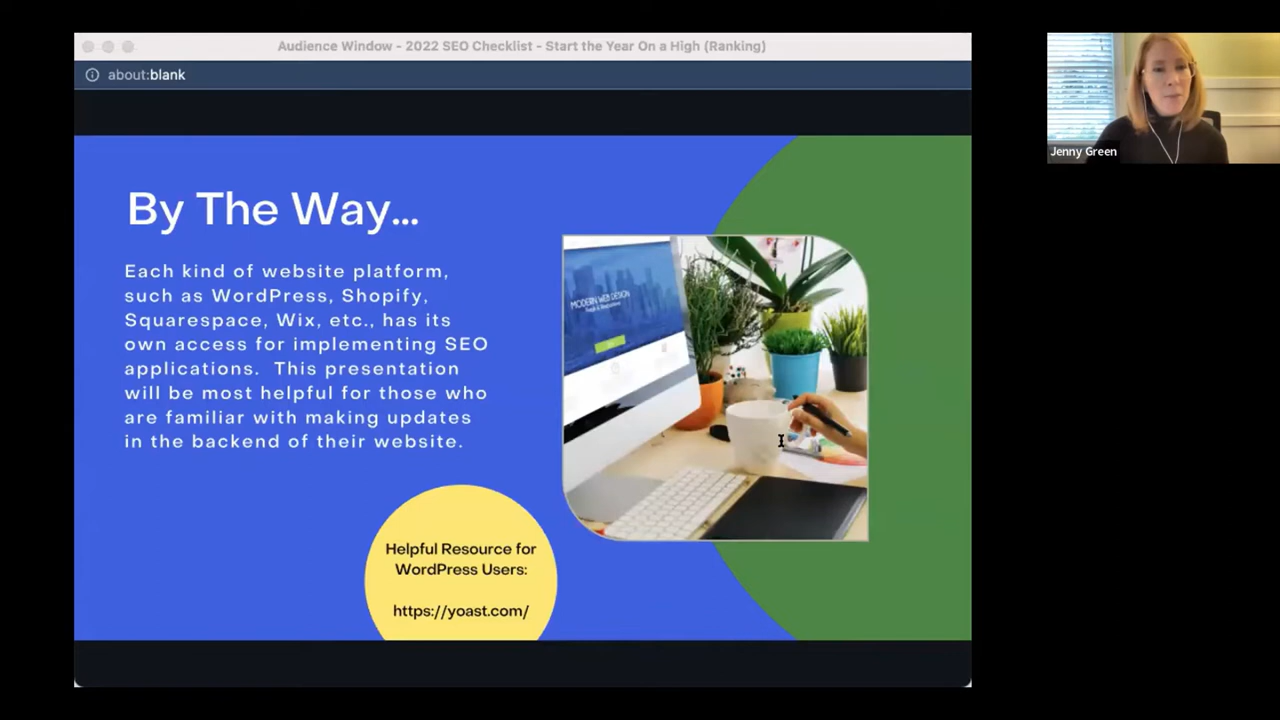 Audience Window - 2022 SEO Checklist - Start the Year On a High (Ranking)
about:blank
Jenny Green
By The Way...
Each kind of website platform,
such as WordPress, Shopify,
Squarespace, Wix, etc., has its
own access for implementing SEO
applications. This presentation
will be most helpful for those who
are familiar with making updates
in the backend of their website.
MODERN WEB DESIGN
Helpful Resource for
WordPress Users:
https://yoast.com/